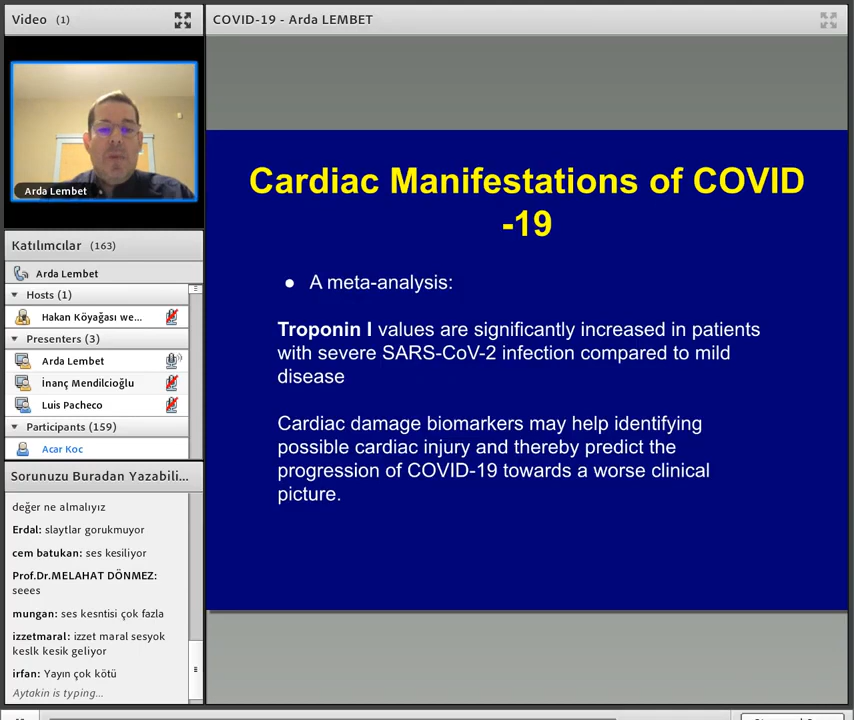 Video (1)
Arda Lembet
Katılımcılar (163)
Arda Lembet
Hosts (1)
Hakan Köyağası we...
Presenters (3)
Arda Lembet
İnanç Mendilcioğlu
Luis Pacheco
Participants (159)
Acar Koc
Sorunuzu Buradan Yazabili...
değer ne almalıyız
Erdal: slaytlar gorukmuyor
cem batukan: ses kesiliyor
Prof.Dr.MELAHAT DÖNMEZ:
seees
mungan: ses kesntisi çok fazla
izzetmaral: izzet maral sesyok
keslk kesik geliyor
irfan: Yayın çok kötü
Aytakin is typing...
COVID-19 - Arda LEMBET
Cardiac Manifestations of COVID
-19
● A meta-analysis:
Troponin I values are significantly increased in patients
with severe SARS-CoV-2 infection compared to mild
disease
Cardiac damage biomarkers may help identifying
possible cardiac injury and thereby predict the
progression of COVID-19 towards a worse clinical
picture.